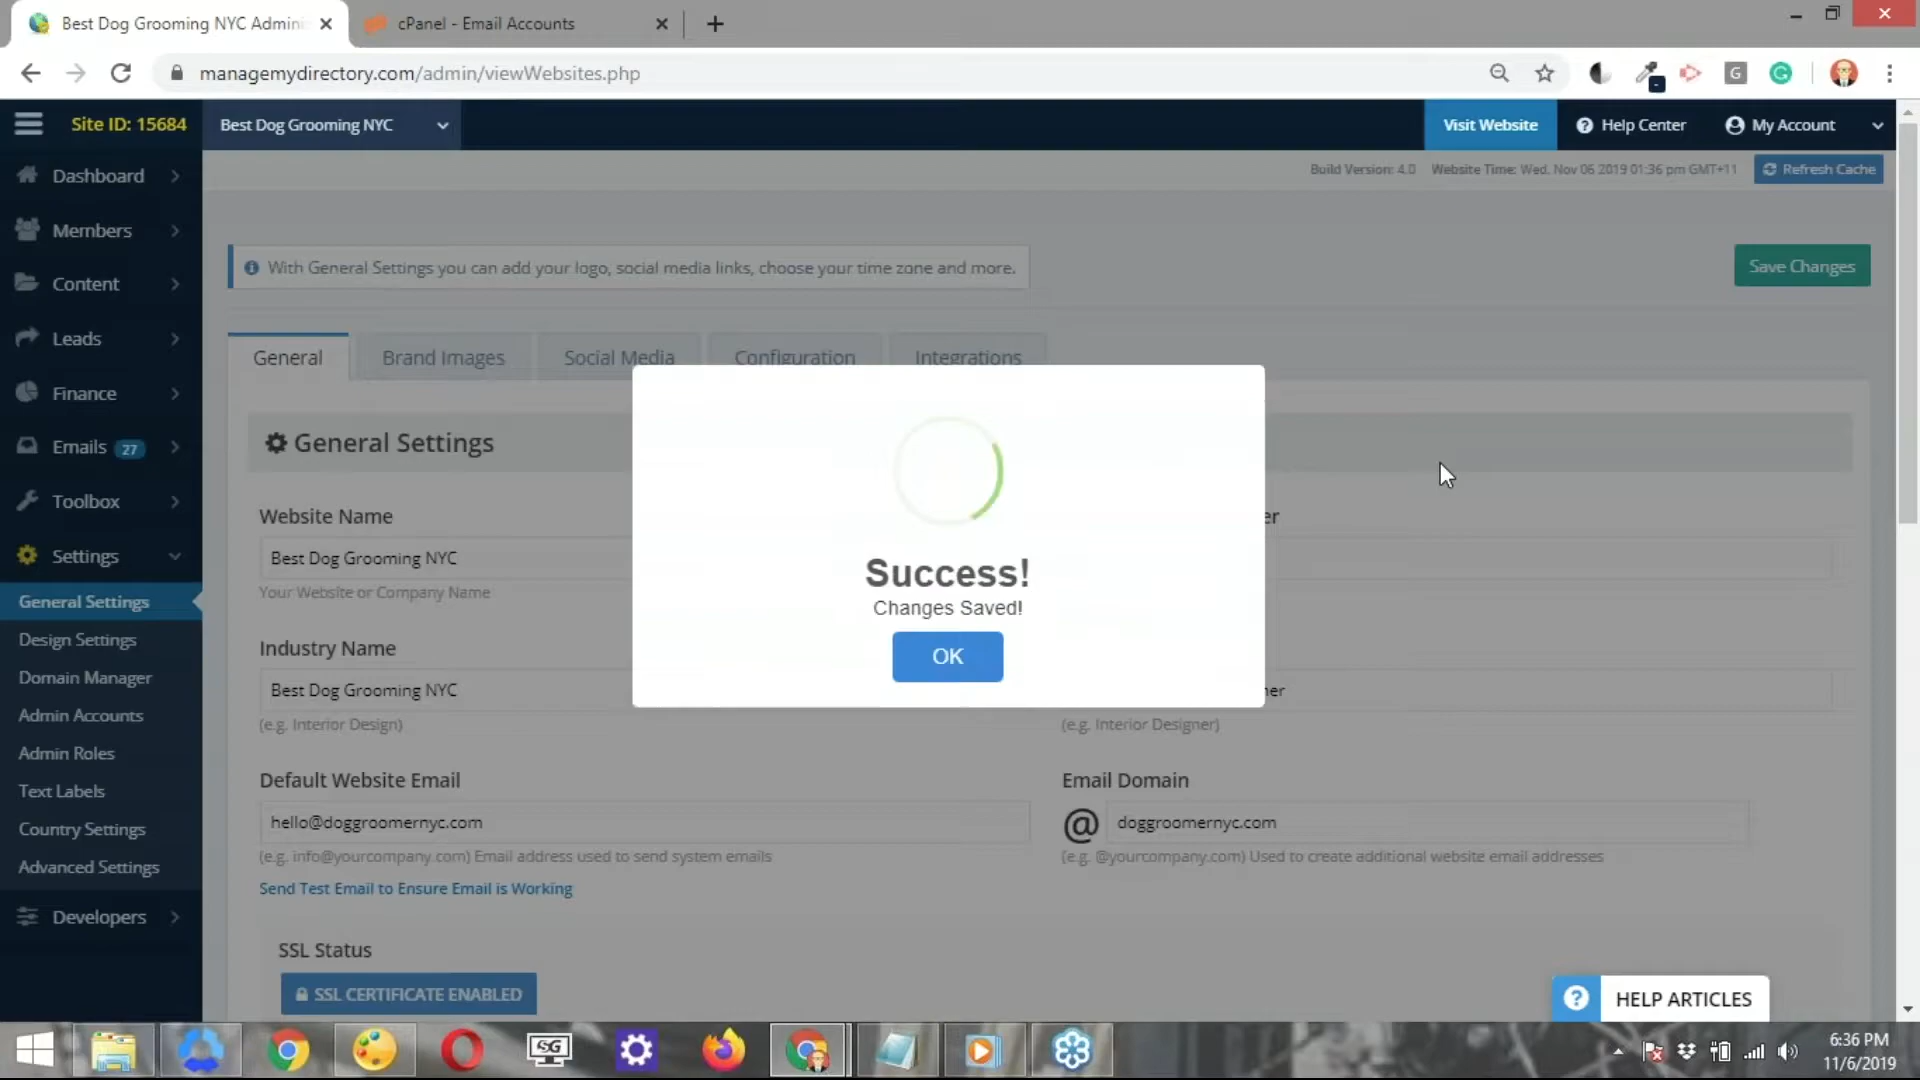 Best Dog Grooming NYC Admin
cPanel - Email Accounts
managemydirectory.com/admin/viewWebsites.php
Site ID: 15684
Best Dog Grooming NYC
Visit Website
Help Center
My Account
Build Version: 4.0
Website Time: Wed, Nov 06 2019 01:36 pm GMT+11
Refresh Cache
Dashboard
Members
Content
Leads
Finance
Emails 27
Toolbox
Settings
General Settings
Design Settings
Domain Manager
Admin Accounts
Admin Roles
Text Labels
Country Settings
Advanced Settings
Developers
With General Settings you can add your logo, social media links, choose your time zone and more.
Save Changes
General
Brand Images
Social Media
Configuration
Integrations
General Settings
Website Name
er
Best Dog Grooming NYC
Your Website or Company Name
Success!
Changes Saved!
OK
Industry Name
Best Dog Grooming NYC
ner
(e.g. Interior Design)
(e.g. Interior Designer)
Default Website Email
Email Domain
hello@doggroomernyc.com
@ doggroomernyc.com
(e.g. info@yourcompany.com) Email address used to send system emails
(e.g. @yourcompany.com) Used to create additional website email addresses
Send Test Email to Ensure Email is Working
SSL Status
SSL CERTIFICATE ENABLED
? HELP ARTICLES
SG
6:36 PM
11/6/2019